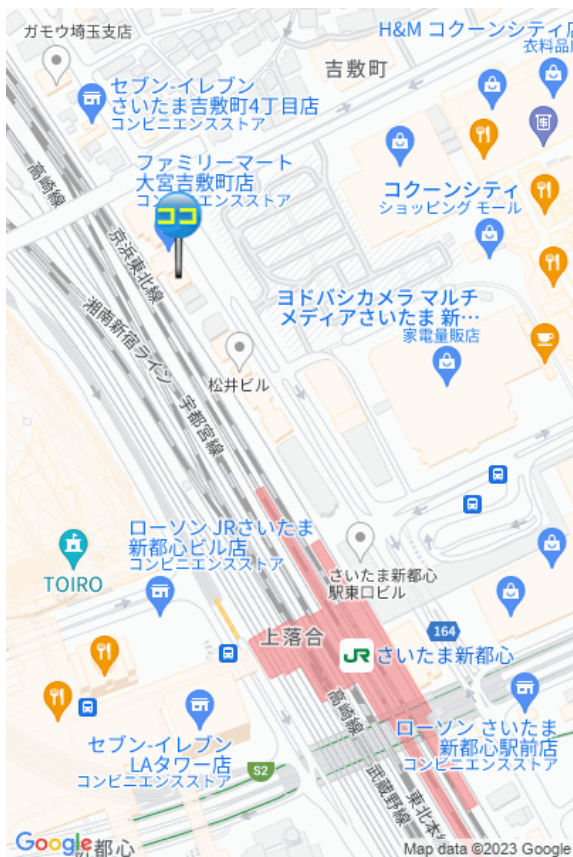 ガモウ埼玉支店
H&M コクーンシティ店
衣料品店
吉敷町
セブン-イレブン
さいたま吉敷町4丁目店
コンビニエンスストア
高崎線
ファミリーマート
大宮吉敷町店
コンビニエンスストア
ココ
コクーンシティ
ショッピング モール
京浜東北線
湘南新宿ライン
ヨドバシカメラ マルチ
メディアさいたま 新…
家電量販店
松井ビル
宇都宮線
ローソン JRさいたま
新都心ビル店
コンビニエンスストア
TOIRO
さいたま新都心
駅東口ビル
上落合
164
JR さいたま新都心
高崎線
ローソン さいたま
新都心駅前店
コンビニエンスストア
セブン-イレブン
LAタワー店
コンビニエンスストア
S2
武蔵野線
東北本線
新都心
Google
Map data ©2023 Google